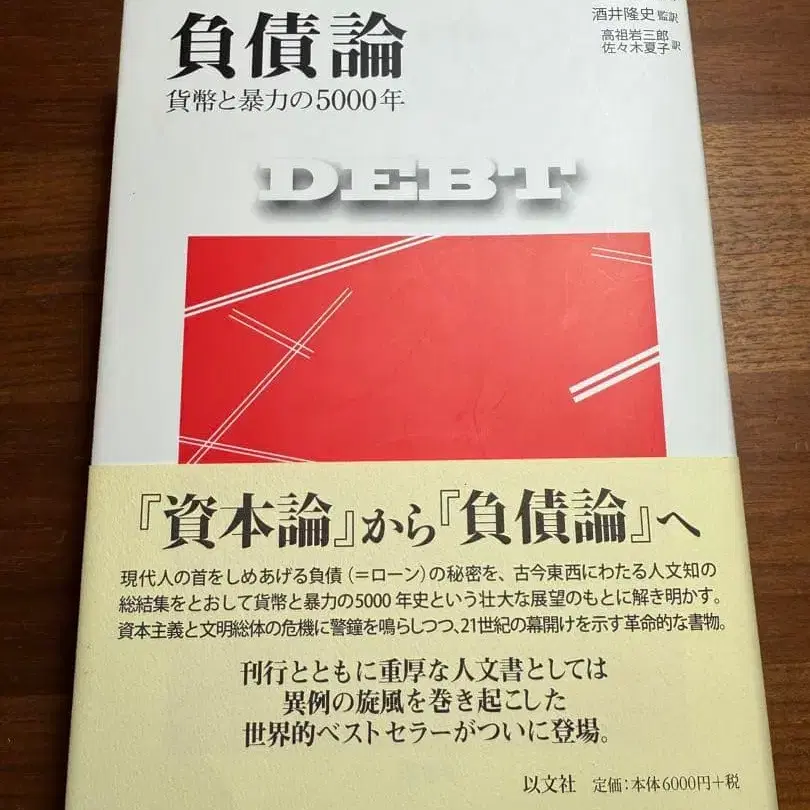 酒井隆史 監訳
高祖岩三郎
佐々木夏子 訳
負債論
貨幣と暴力の5000年
DEBT
『資本論』から『負債論』へ
現代人の首をしめあげる負債(=ローン)の秘密を、古今東西にわたる人文知の
総結集をとおして貨幣と暴力の5000年史という壮大な展望のもとに解き明かす。
資本主義と文明総体の危機に警鐘を鳴らしつつ、21世紀の幕開けを示す革命的な書物。
刊行とともに重厚な人文書としては
異例の旋風を巻き起こした
世界的ベストセラーがついに登場。
以文社 定価:本体6000円+税